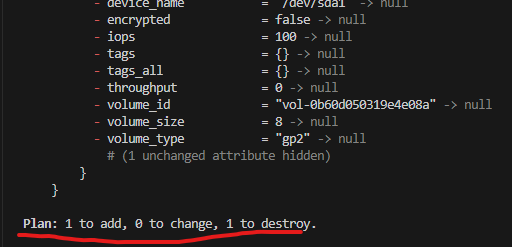 - device_name = "/dev/sda1" -> null
- encrypted = false -> null
- iops = 100 -> null
- tags = {} -> null
- tags_all = {} -> null
- throughput = 0 -> null
- volume_id = "vol-0b60d050319e4e08a" -> null
- volume_size = 8 -> null
- volume_type = "gp2" -> null
# (1 unchanged attribute hidden)
}
}
Plan: 1 to add, 0 to change, 1 to destroy.